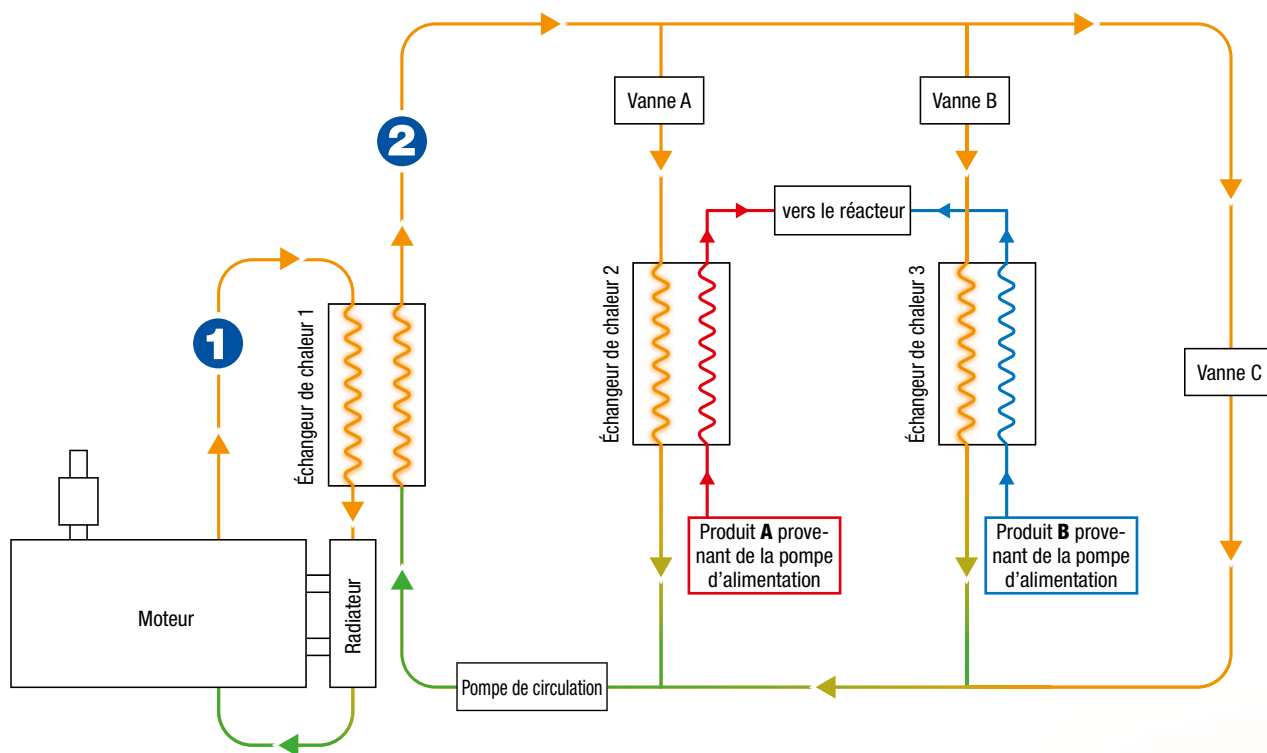 2
Vanne A
Vanne B
vers le réacteur
1
Échangeur de chaleur 1
Échangeur de chaleur 2
Échangeur de chaleur 3
Vanne C
Produit A prove-
nant de la pompe
d'alimentation
Produit B prove-
nant de la pompe
d'alimentation
Moteur
Radiateur
Pompe de circulation